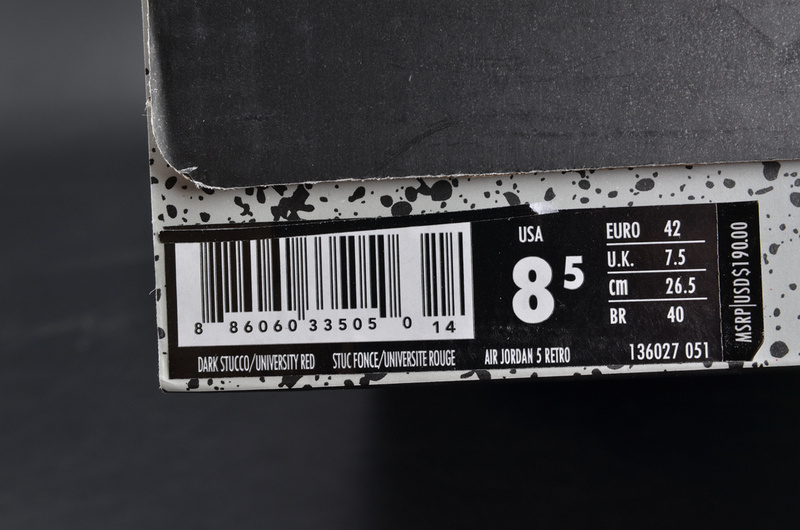 8 86060 33505 0 14
DARK STUCCO/UNIVERSITY RED STUC FONCE/UNIVERSITE ROUGE
USA
8 5
AIR JORDAN 5 RETRO
EURO 42
U.K. 7.5
cm 26.5
BR 40
136027 051
MSRP|USD$190.00